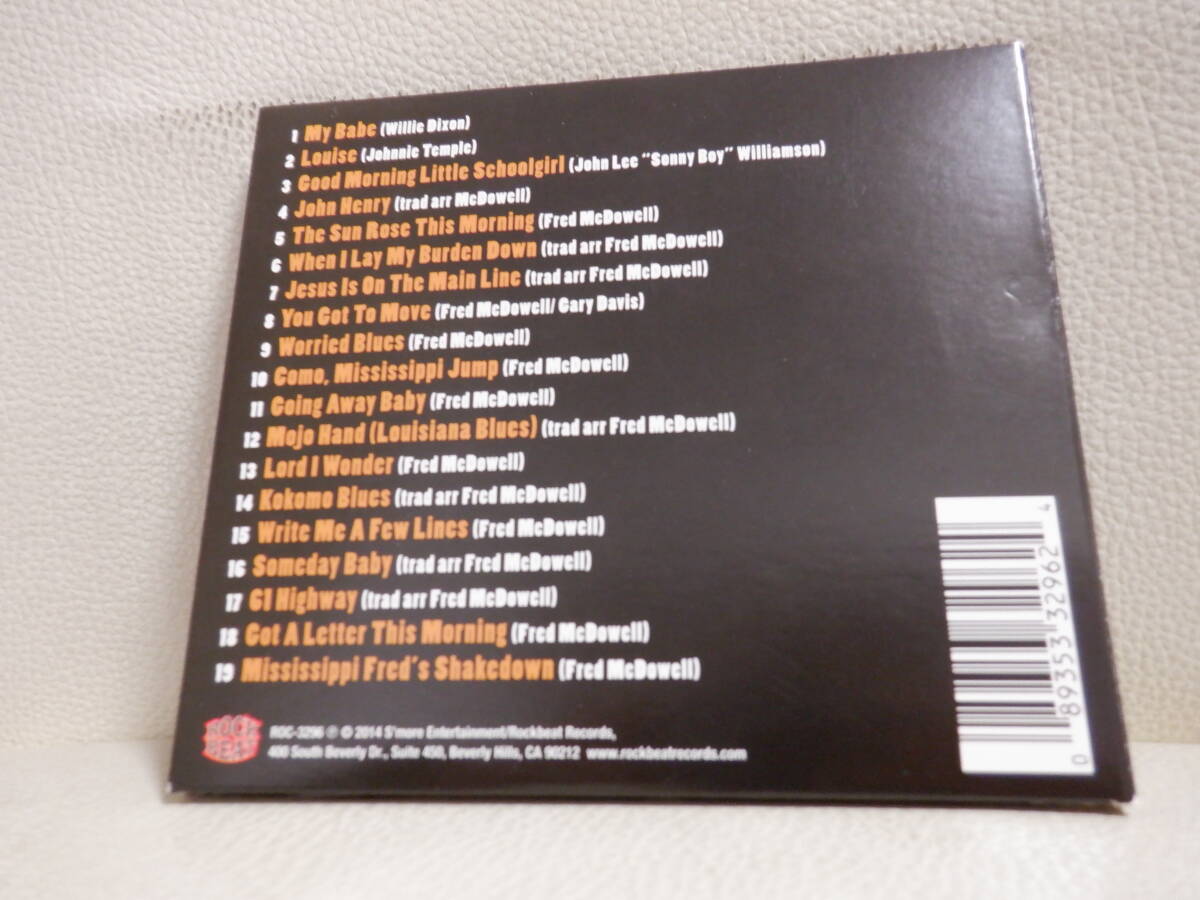 1 My Babe (Willie Dixon)
2 Louise (Johnnie Temple)
3 Good Morning Little Schoolgirl (John Lee "Sonny Boy" Williamson)
4 John Henry (trad arr McDowell)
5 The Sun Rose This Morning (Fred McDowell)
6 When I Lay My Burden Down (trad arr Fred McDowell)
7 Jesus Is On The Main Line (trad arr Fred McDowell)
8 You Got To Move (Fred McDowell/ Gary Davis)
9 Worried Blues (Fred McDowell)
10 Como, Mississippi Jump (Fred McDowell)
11 Going Away Baby (Fred McDowell)
12 Mojo Hand (Louisiana Blues) (trad arr Fred McDowell)
13 Lord I Wonder (Fred McDowell)
14 Kokomo Blues (trad arr Fred McDowell)
15 Write Me A Few Lines (Fred McDowell)
16 Someday Baby (trad arr Fred McDowell)
17 61 Highway (trad arr Fred McDowell)
18 Got A Letter This Morning (Fred McDowell)
19 Mississippi Fred's Shakedown (Fred McDowell)
ROCK
BEAT
ROC-3296 ℗ © 2014 S'more Entertainment/Rockbeat Records,
400 South Beverly Dr., Suite 450, Beverly Hills, CA 90212 www.rockbeatrecords.com
0 89353 32962 4